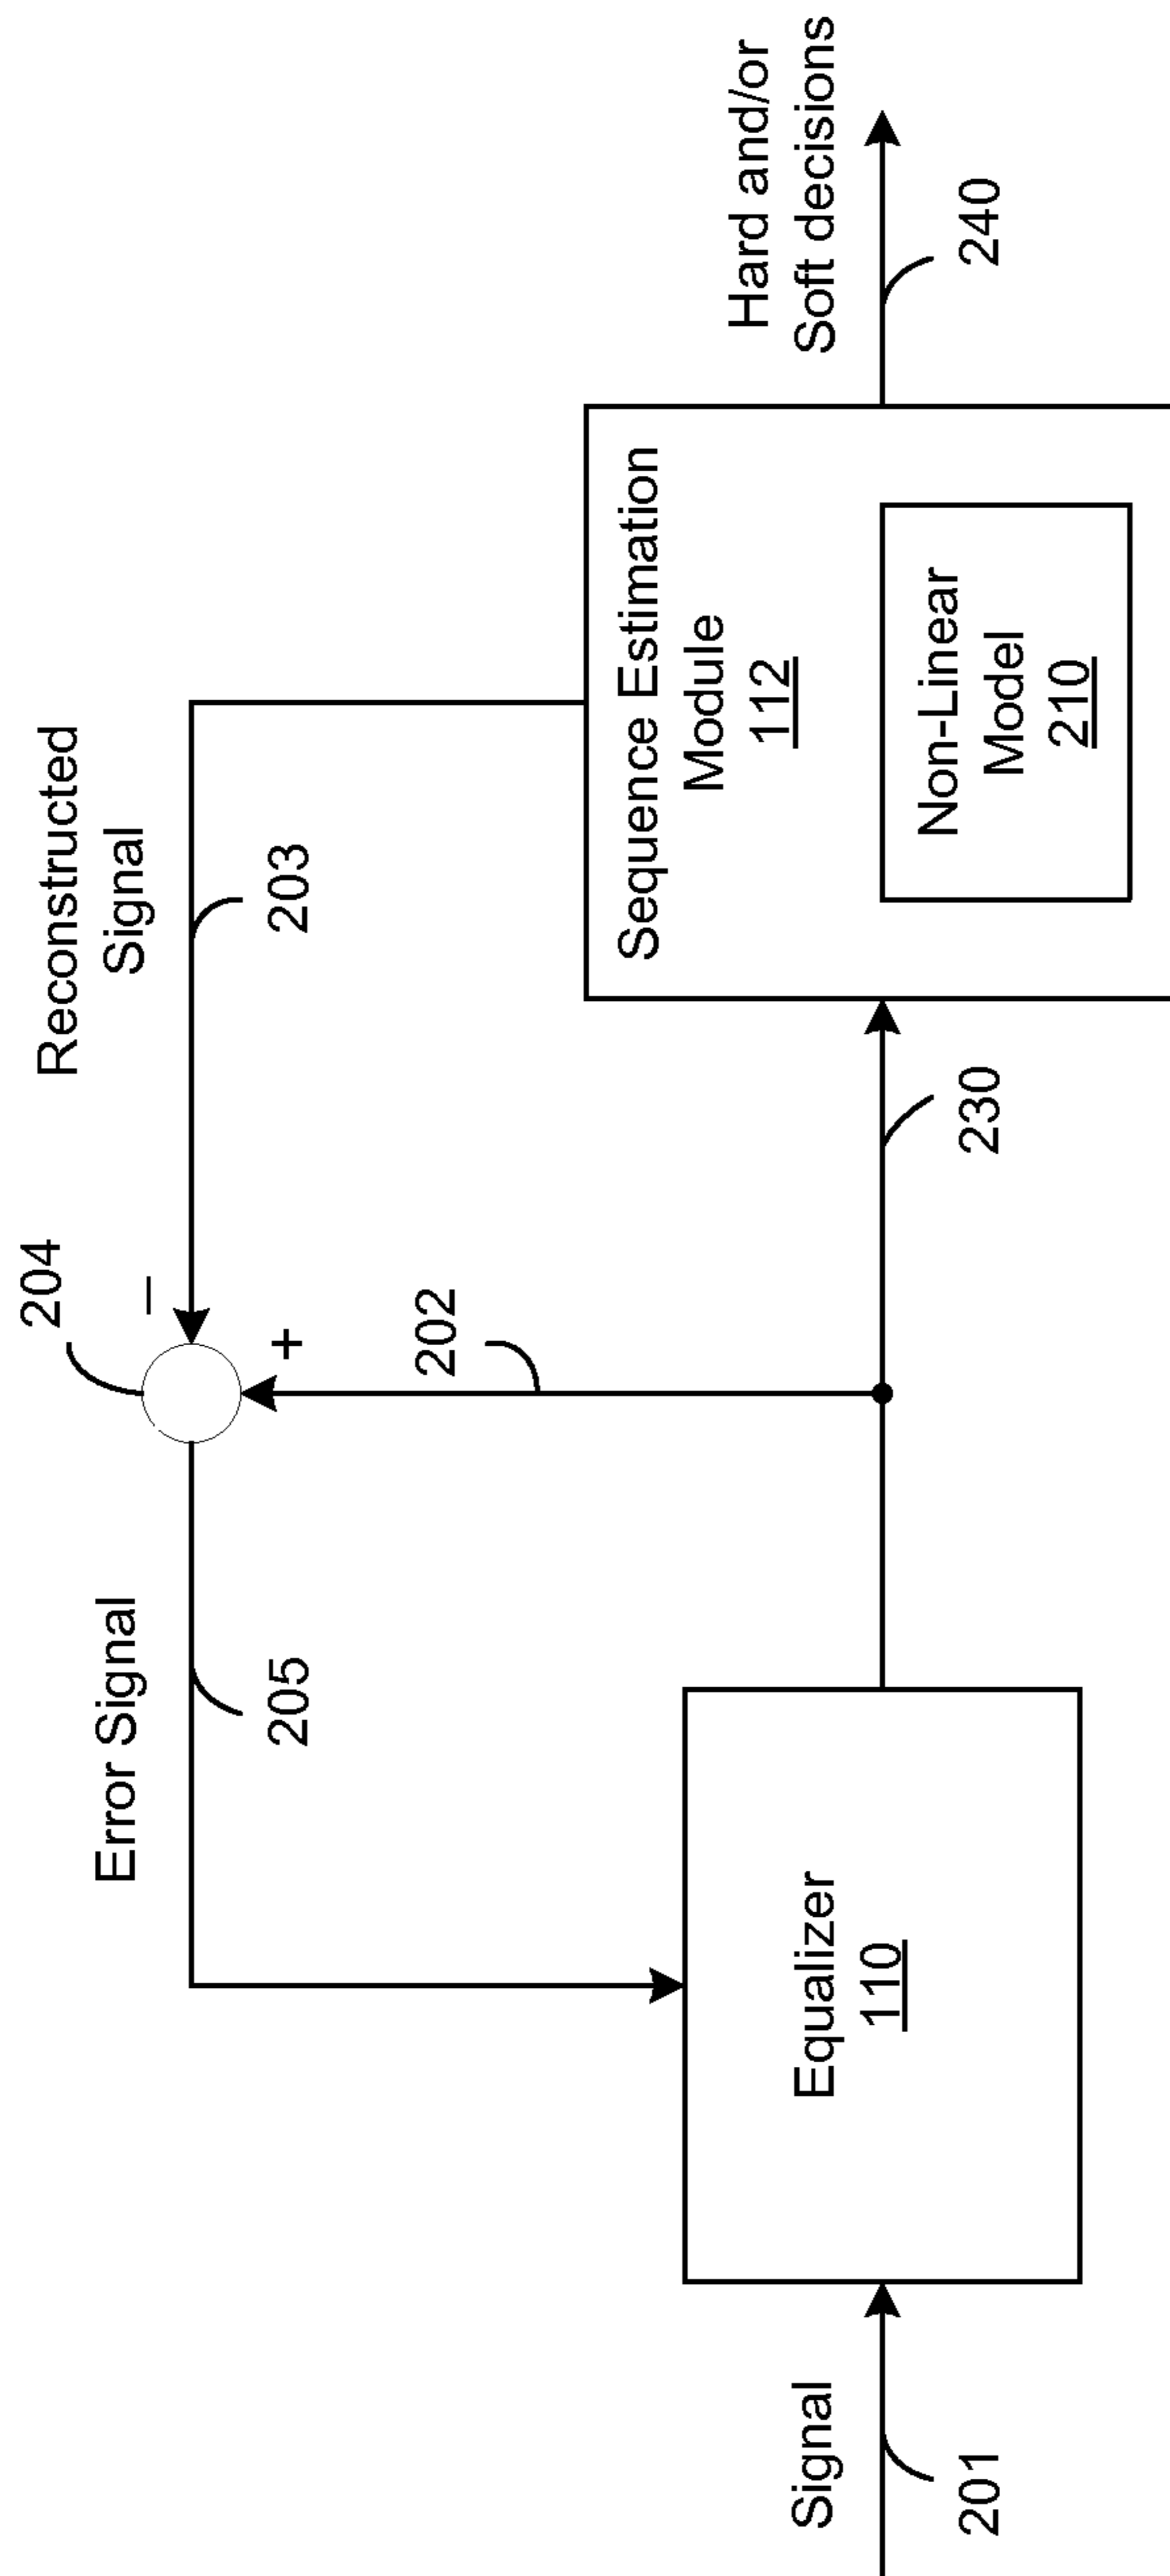 204
Reconstructed
Signal
Error Signal
−
203
205
+
202
Hard and/or
Soft decisions
Sequence Estimation
Module
112
Signal
Equalizer
110
Non-Linear
Model
210
201
230
240